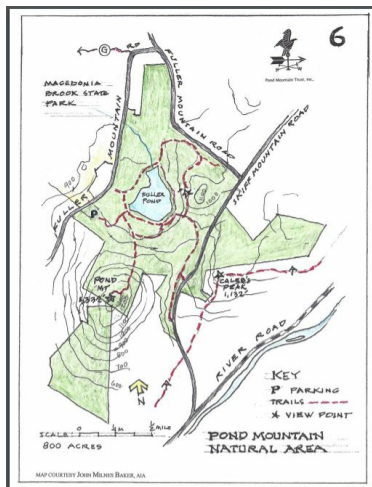 6
Pond Mountain Trust, Inc.
G
RD
MACEDONIA
BROOK STATE
PARK
FULLER MOUNTAIN
FULLER MOUNTAIN ROAD
SKIFF MOUNTAIN ROAD
FULLER
POND
P
POND
MT
CALEB'S
PEAK
1,132
RIVER ROAD
N
KEY
P PARKING
TRAILS
VIEW POINT
SCALE:
0
1/4
1/2 MILE
800 ACRES
POND MOUNTAIN
NATURAL AREA
MAP COURTESY JOHN MILNES BAKER, AIA